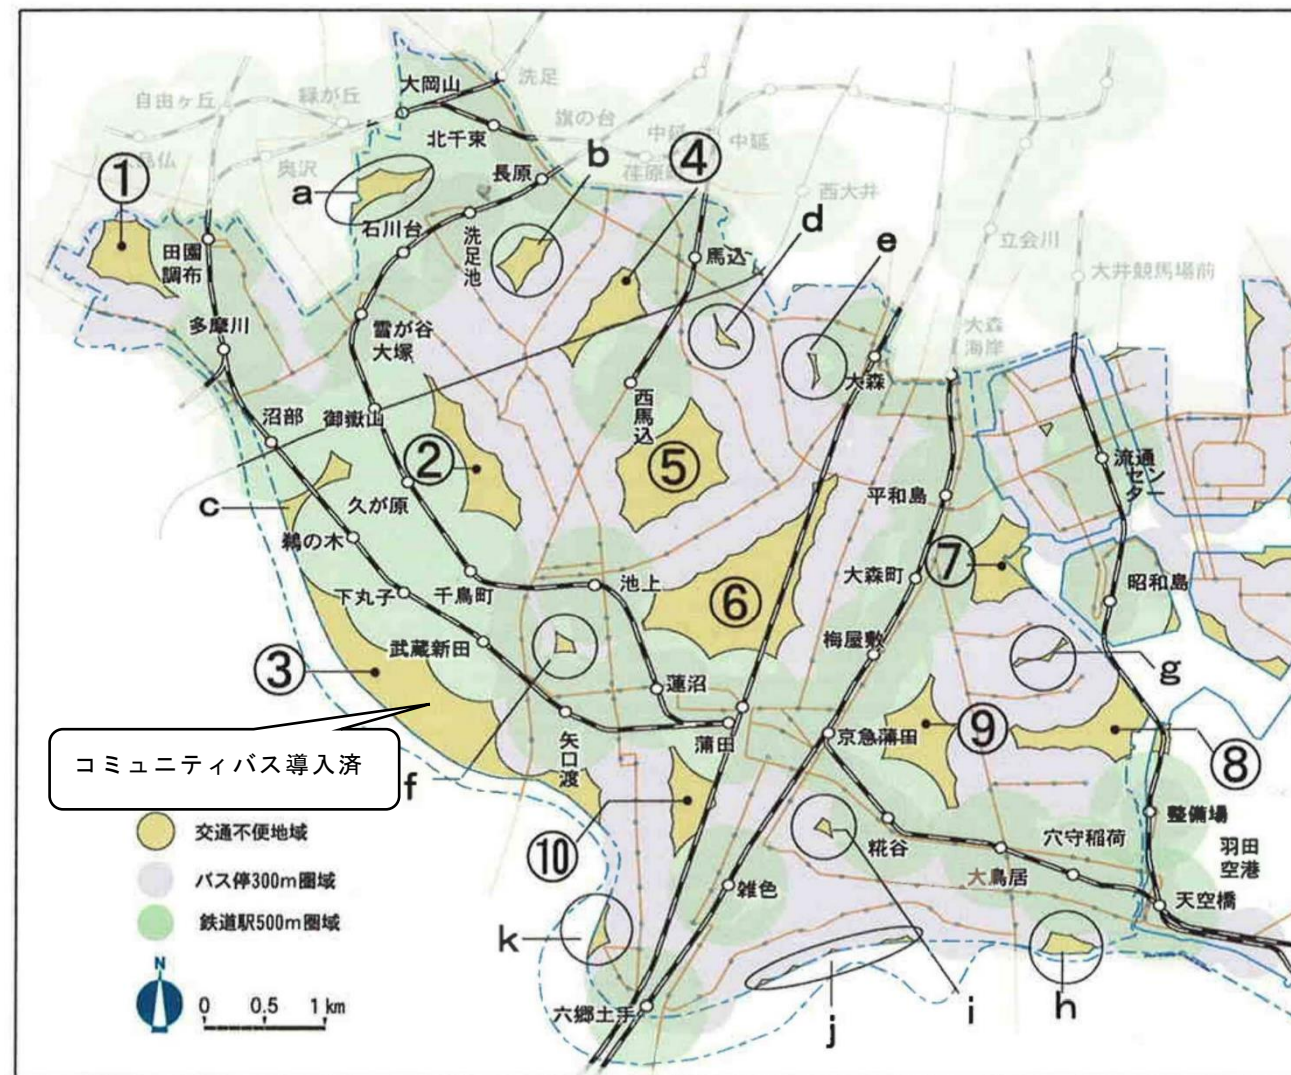 大岡山
洗足
自由ヶ丘
緑が丘
北千束
旗の台
中延
中延
奥沢
①
a
長原
b
④
西大井
石川台
洗足池
d
e
立会川
田園
調布
馬込
大井競馬場前
多摩川
雪が谷
大塚
大森
海岸
大森
沼部
御嶽山
西馬込
②
⑤
流通
センター
c
久が原
平和島
鵜の木
⑦
大森町
昭和島
下丸子
千鳥町
池上
⑥
武蔵新田
梅屋敷
③
g
蓮沼
コミュニティバス導入済
矢口渡
蒲田
京急蒲田
⑨
⑧
f
交通不便地域
⑩
整備場
糀谷
穴守稲荷
羽田
空港
バス停300m圏域
雑色
大鳥居
天空橋
鉄道駅500m圏域
k
N
0 0.5 1 km
六郷土手
j
i
h